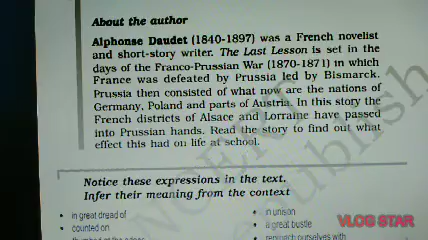 About the author
Alphonse Daudet (1840-1897) was a French novelist
and short-story writer. The Last Lesson is set in the
days of the Franco-Prussian War (1870-1871) in which
France was defeated by Prussia led by Bismarck.
Prussia then consisted of what now are the nations of
Germany, Poland and parts of Austria. In this story the
French districts of Alsace and Lorraine have passed
into Prussian hands. Read the story to find out what
effect this had on life at school.
Notice these expressions in the text.
Infer their meaning from the context
• in great dread of
• counted on
• in unison
• a great bustle
• reproach ourselves with
VLOG STAR